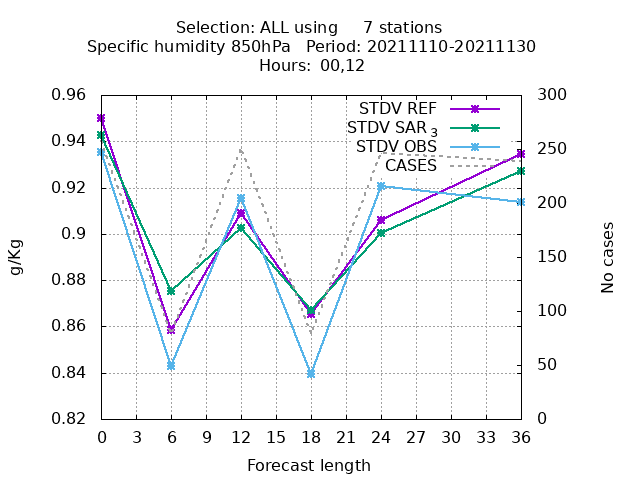 Selection: ALL using 7 stations
Specific humidity 850hPa Period: 20211110-20211130
Hours: 00,12
STDV REF
STDV SAR3
STDV OBS
CASES
0.96
0.94
0.92
0.9
0.88
0.86
0.84
0.82
g/Kg
300
250
200
150
100
50
0
No cases
0 3 6 9 12 15 18 21 24 27 30 33 36
Forecast length